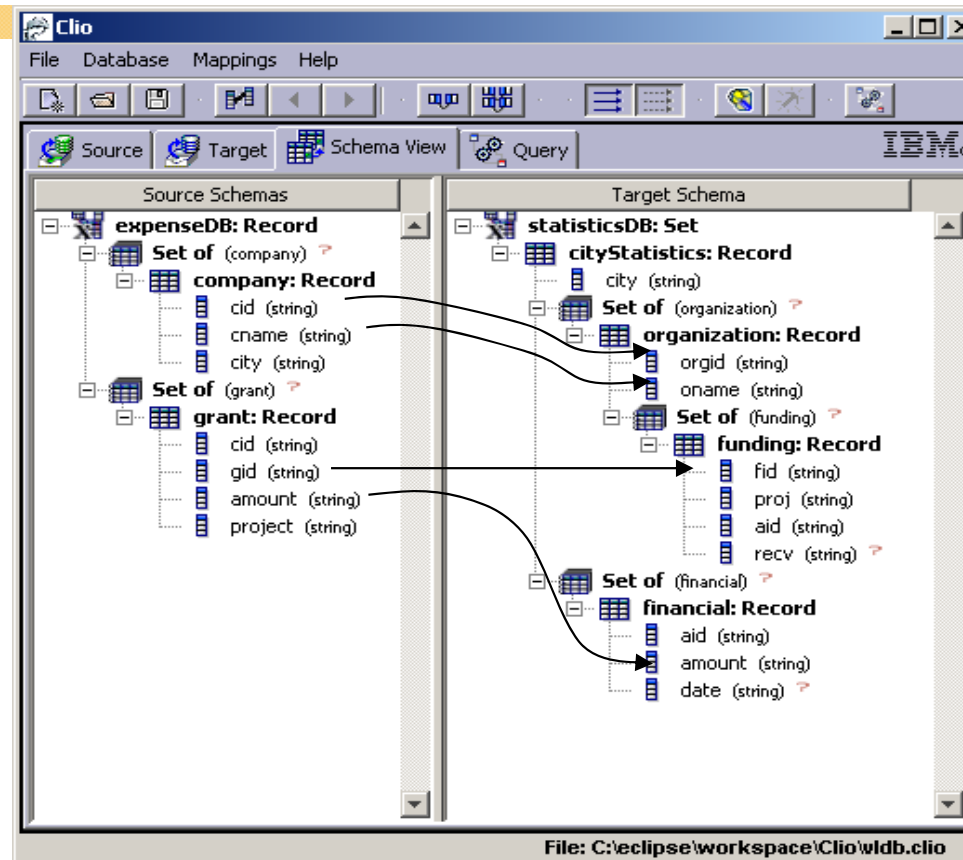 Clio
File Database Mappings Help
Source Target Schema View Query IBM
Source Schemas
expenseDB: Record
Set of (company) ?
company: Record
cid (string)
cname (string)
city (string)
Set of (grant) ?
grant: Record
cid (string)
gid (string)
amount (string)
project (string)
Target Schema
statisticsDB: Set
cityStatistics: Record
city (string)
Set of (organization) ?
organization: Record
orgid (string)
oname (string)
Set of (funding) ?
funding: Record
fid (string)
proj (string)
aid (string)
recv (string) ?
Set of (financial) ?
financial: Record
aid (string)
amount (string)
date (string) ?
File: C:\eclipse\workspace\Clio\vldb.clio